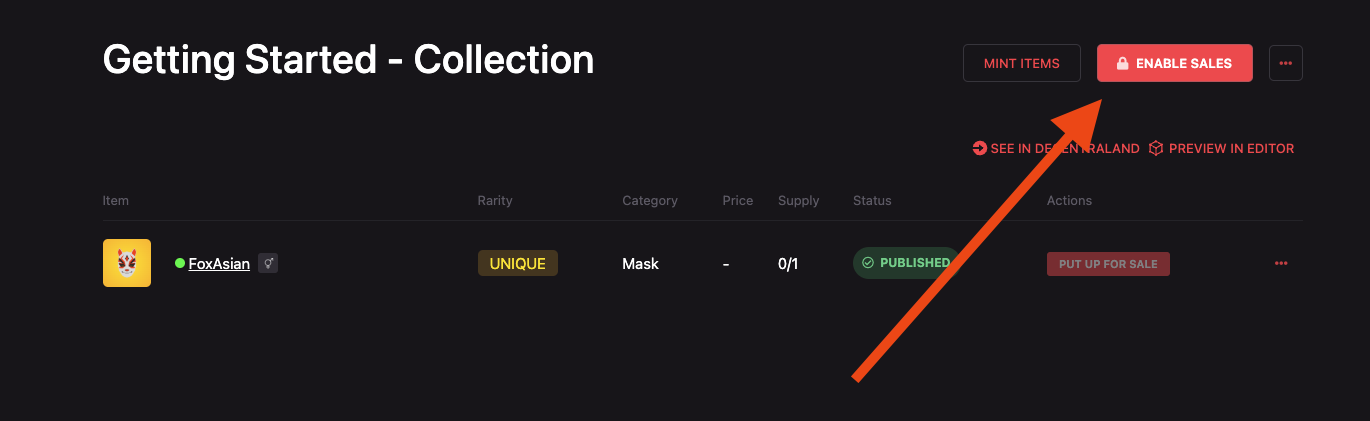 Getting Started - Collection
MINT ITEMS
ENABLE SALES
SEE IN DECENTRALAND
PREVIEW IN EDITOR
Item Rarity Category Price Supply Status Actions
FoxAsian UNIQUE Mask - 0/1 PUBLISHED PUT UP FOR SALE